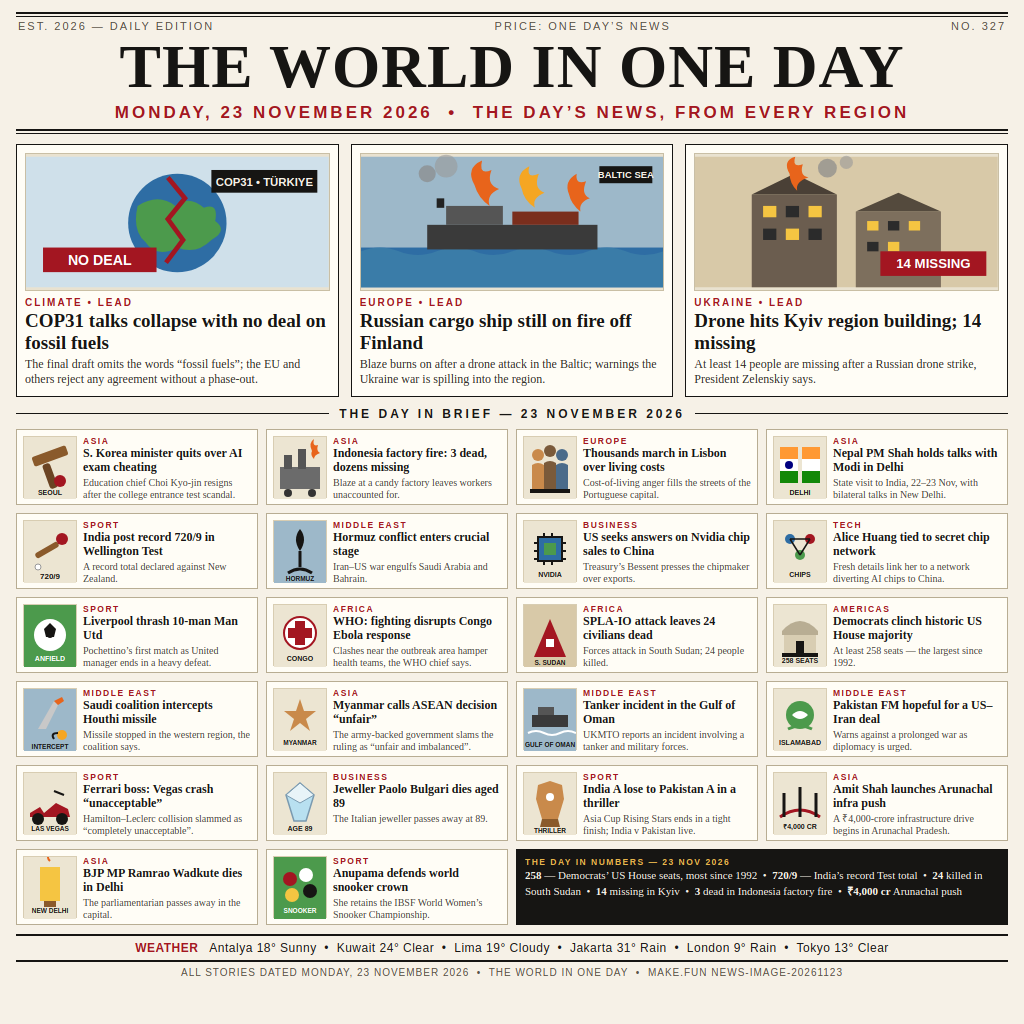 EST. 2026 — DAILY EDITION
PRICE: ONE DAY'S NEWS
NO. 327
THE WORLD IN ONE DAY
MONDAY, 23 NOVEMBER 2026 • THE DAY'S NEWS, FROM EVERY REGION
COP31 • TÜRKIYE
NO DEAL
CLIMATE • LEAD
COP31 talks collapse with no deal on
fossil fuels
The final draft omits the words “fossil fuels”; the EU and
others reject any agreement without a phase-out.
BALTIC SEA
EUROPE • LEAD
Russian cargo ship still on fire off
Finland
Blaze burns on after a drone attack in the Baltic; warnings the
Ukraine war is spilling into the region.
14 MISSING
UKRAINE • LEAD
Drone hits Kyiv region building; 14
missing
At least 14 people are missing after a Russian drone strike,
President Zelenskiy says.
THE DAY IN BRIEF — 23 NOVEMBER 2026
SEOUL
ASIA
S. Korea minister quits over AI
exam cheating
Education chief Choi Kyo-jin resigns
after the college entrance test scandal.
ASIA
Indonesia factory fire: 3 dead,
dozens missing
Blaze at a candy factory leaves workers
unaccounted for.
EUROPE
Thousands march in Lisbon
over living costs
Cost-of-living anger fills the streets of the
Portuguese capital.
DELHI
ASIA
Nepal PM Shah holds talks with
Modi in Delhi
State visit to India, 22–23 Nov, with
bilateral talks in New Delhi.
720/9
SPORT
India post record 720/9 in
Wellington Test
A record total declared against New
Zealand.
HORMUZ
MIDDLE EAST
Hormuz conflict enters crucial
stage
Iran–US war engulfs Saudi Arabia and
Bahrain.
NVIDIA
BUSINESS
US seeks answers on Nvidia chip
sales to China
Treasury's Bessent presses the chipmaker
over exports.
CHIPS
TECH
Alice Huang tied to secret chip
network
Fresh details link her to a network
diverting AI chips to China.
ANFIELD
SPORT
Liverpool thrash 10-man Man
Utd
Pochettino's first match as United
manager ends in a heavy defeat.
CONGO
AFRICA
WHO: fighting disrupts Congo
Ebola response
Clashes near the outbreak area hamper
health teams, the WHO chief says.
S. SUDAN
AFRICA
SPLA-IO attack leaves 24
civilians dead
Forces attack in South Sudan; 24 people
killed.
258 SEATS
AMERICAS
Democrats clinch historic US
House majority
At least 258 seats — the largest since
1992.
INTERCEPT
MIDDLE EAST
Saudi coalition intercepts
Houthi missile
Missile stopped in the western region, the
coalition says.
MYANMAR
ASIA
Myanmar calls ASEAN decision
“unfair”
The army-backed government slams the
ruling as “unfair and imbalanced”.
GULF OF OMAN
MIDDLE EAST
Tanker incident in the Gulf of
Oman
UKMTO reports an incident involving a
tanker and military forces.
ISLAMABAD
MIDDLE EAST
Pakistan FM hopeful for a US–
Iran deal
Warns against a prolonged war as
diplomacy is urged.
LAS VEGAS
SPORT
Ferrari boss: Vegas crash
“unacceptable”
Hamilton–Leclerc collision slammed as
“completely unacceptable”.
AGE 89
BUSINESS
Jeweller Paolo Bulgari dies aged
89
The Italian jeweller passes away at 89.
THRILLER
SPORT
India A lose to Pakistan A in a
thriller
Asia Cup Rising Stars ends in a tight
finish; India v Pakistan live.
₹4,000 CR
ASIA
Amit Shah launches Arunachal
infra push
A ₹4,000-crore infrastructure drive
begins in Arunachal Pradesh.
NEW DELHI
ASIA
BJP MP Ramrao Wadkute dies
in Delhi
The parliamentarian passes away in the
capital.
SNOOKER
SPORT
Anupama defends world
snooker crown
She retains the IBSF World Women's
Snooker Championship.
THE DAY IN NUMBERS — 23 NOV 2026
258 — Democrats' US House seats, most since 1992 • 720/9 — India's record Test total • 24 killed in
South Sudan • 14 missing in Kyiv • 3 dead in Indonesia factory fire • ₹4,000 cr Arunachal push
WEATHER Antalya 18° Sunny • Kuwait 24° Clear • Lima 19° Cloudy • Jakarta 31° Rain • London 9° Rain • Tokyo 13° Clear
ALL STORIES DATED MONDAY, 23 NOVEMBER 2026 • THE WORLD IN ONE DAY • MAKE.FUN NEWS-IMAGE-20261123